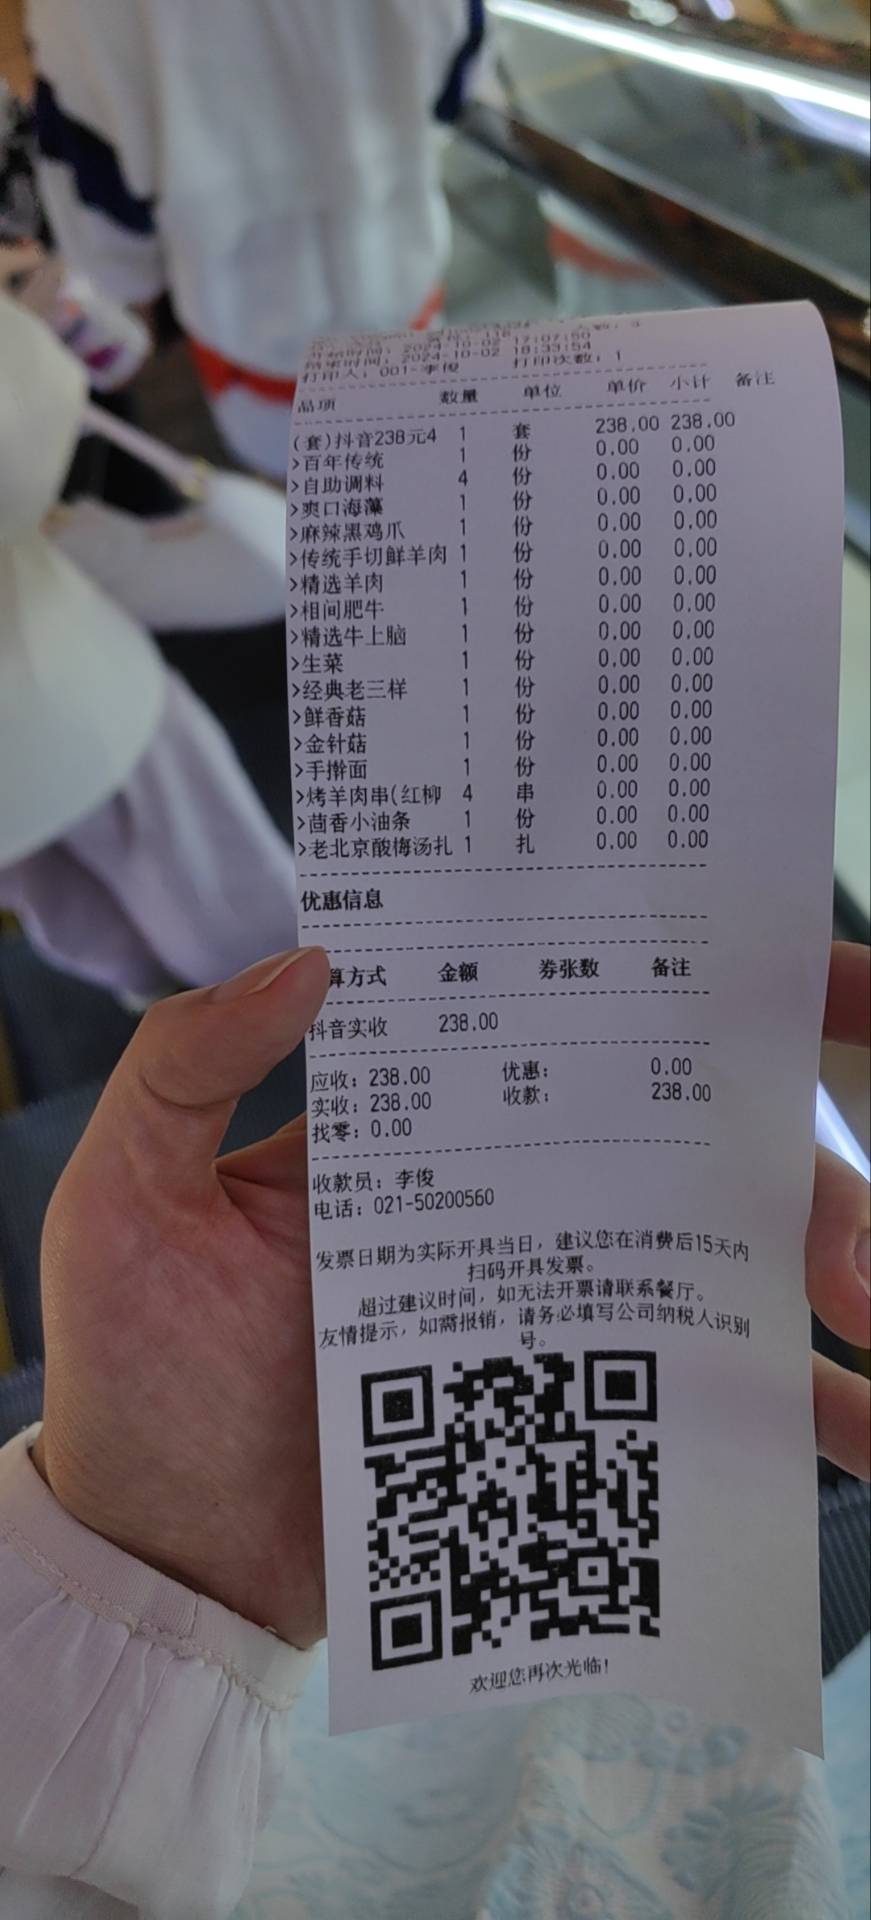 人数：3
开始时间：2024-10-02 17:07:50
结束时间：2024-10-02 18:33:54
打印人：001-李俊 打印次数：1
品项 数量 单位 单价 小计 备注
(套)抖音238元4 1 套 238.00 238.00
>百年传统 1 份 0.00 0.00
>自助调料 4 份 0.00 0.00
>爽口海藻 1 份 0.00 0.00
>麻辣黑鸡爪 1 份 0.00 0.00
>传统手切鲜羊肉 1 份 0.00 0.00
>精选羊肉 1 份 0.00 0.00
>相间肥牛 1 份 0.00 0.00
>精选牛上脑 1 份 0.00 0.00
>生菜 1 份 0.00 0.00
>经典老三样 1 份 0.00 0.00
>鲜香菇 1 份 0.00 0.00
>金针菇 1 份 0.00 0.00
>手擀面 1 份 0.00 0.00
>烤羊肉串(红柳 4 串 0.00 0.00
>茴香小油条 1 份 0.00 0.00
>老北京酸梅汤扎 1 扎 0.00 0.00
优惠信息
算方式 金额 券张数 备注
抖音实收 238.00
应收：238.00 优惠： 0.00
实收：238.00 收款： 238.00
找零：0.00
收款员：李俊
电话：021-50200560
发票日期为实际开具当日，建议您在消费后15天内
扫码开具发票。
超过建议时间，如无法开票请联系餐厅。
友情提示，如需报销，请务必填写公司纳税人识别
号。
欢迎您再次光临！